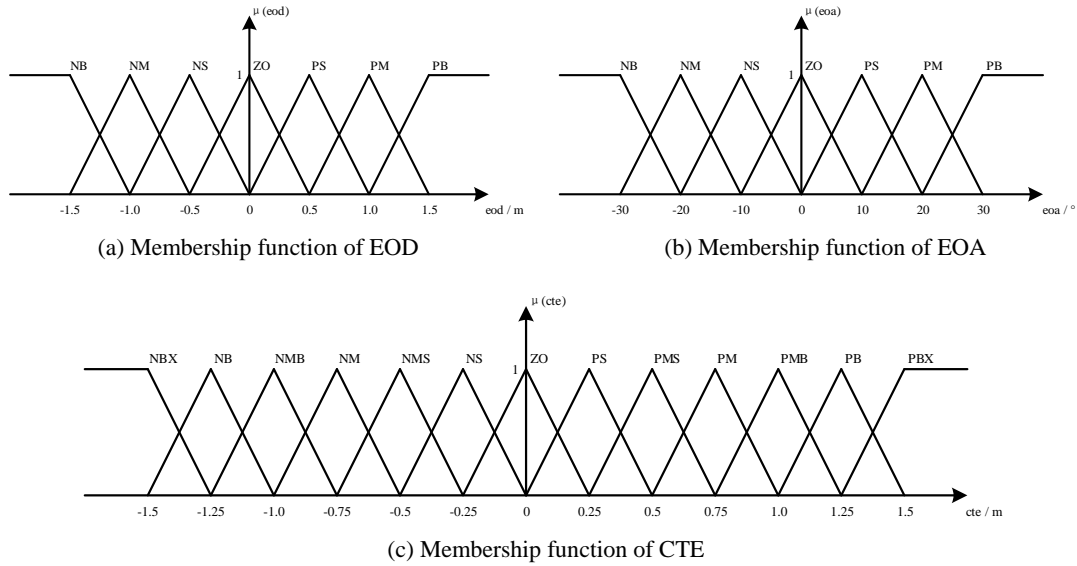 μ (eod)
NB NM NS ZO PS PM PB
1
-1.5 -1.0 -0.5 0 0.5 1.0 1.5 eod / m
(a) Membership function of EOD
μ (eoa)
NB NM NS ZO PS PM PB
1
-30 -20 -10 0 10 20 30 eoa / °
(b) Membership function of EOA
μ (cte)
NBX NB NMB NM NMS NS ZO PS PMS PM PMB PB PBX
1
-1.5 -1.25 -1.0 -0.75 -0.5 -0.25 0 0.25 0.5 0.75 1.0 1.25 1.5 cte / m
(c) Membership function of CTE